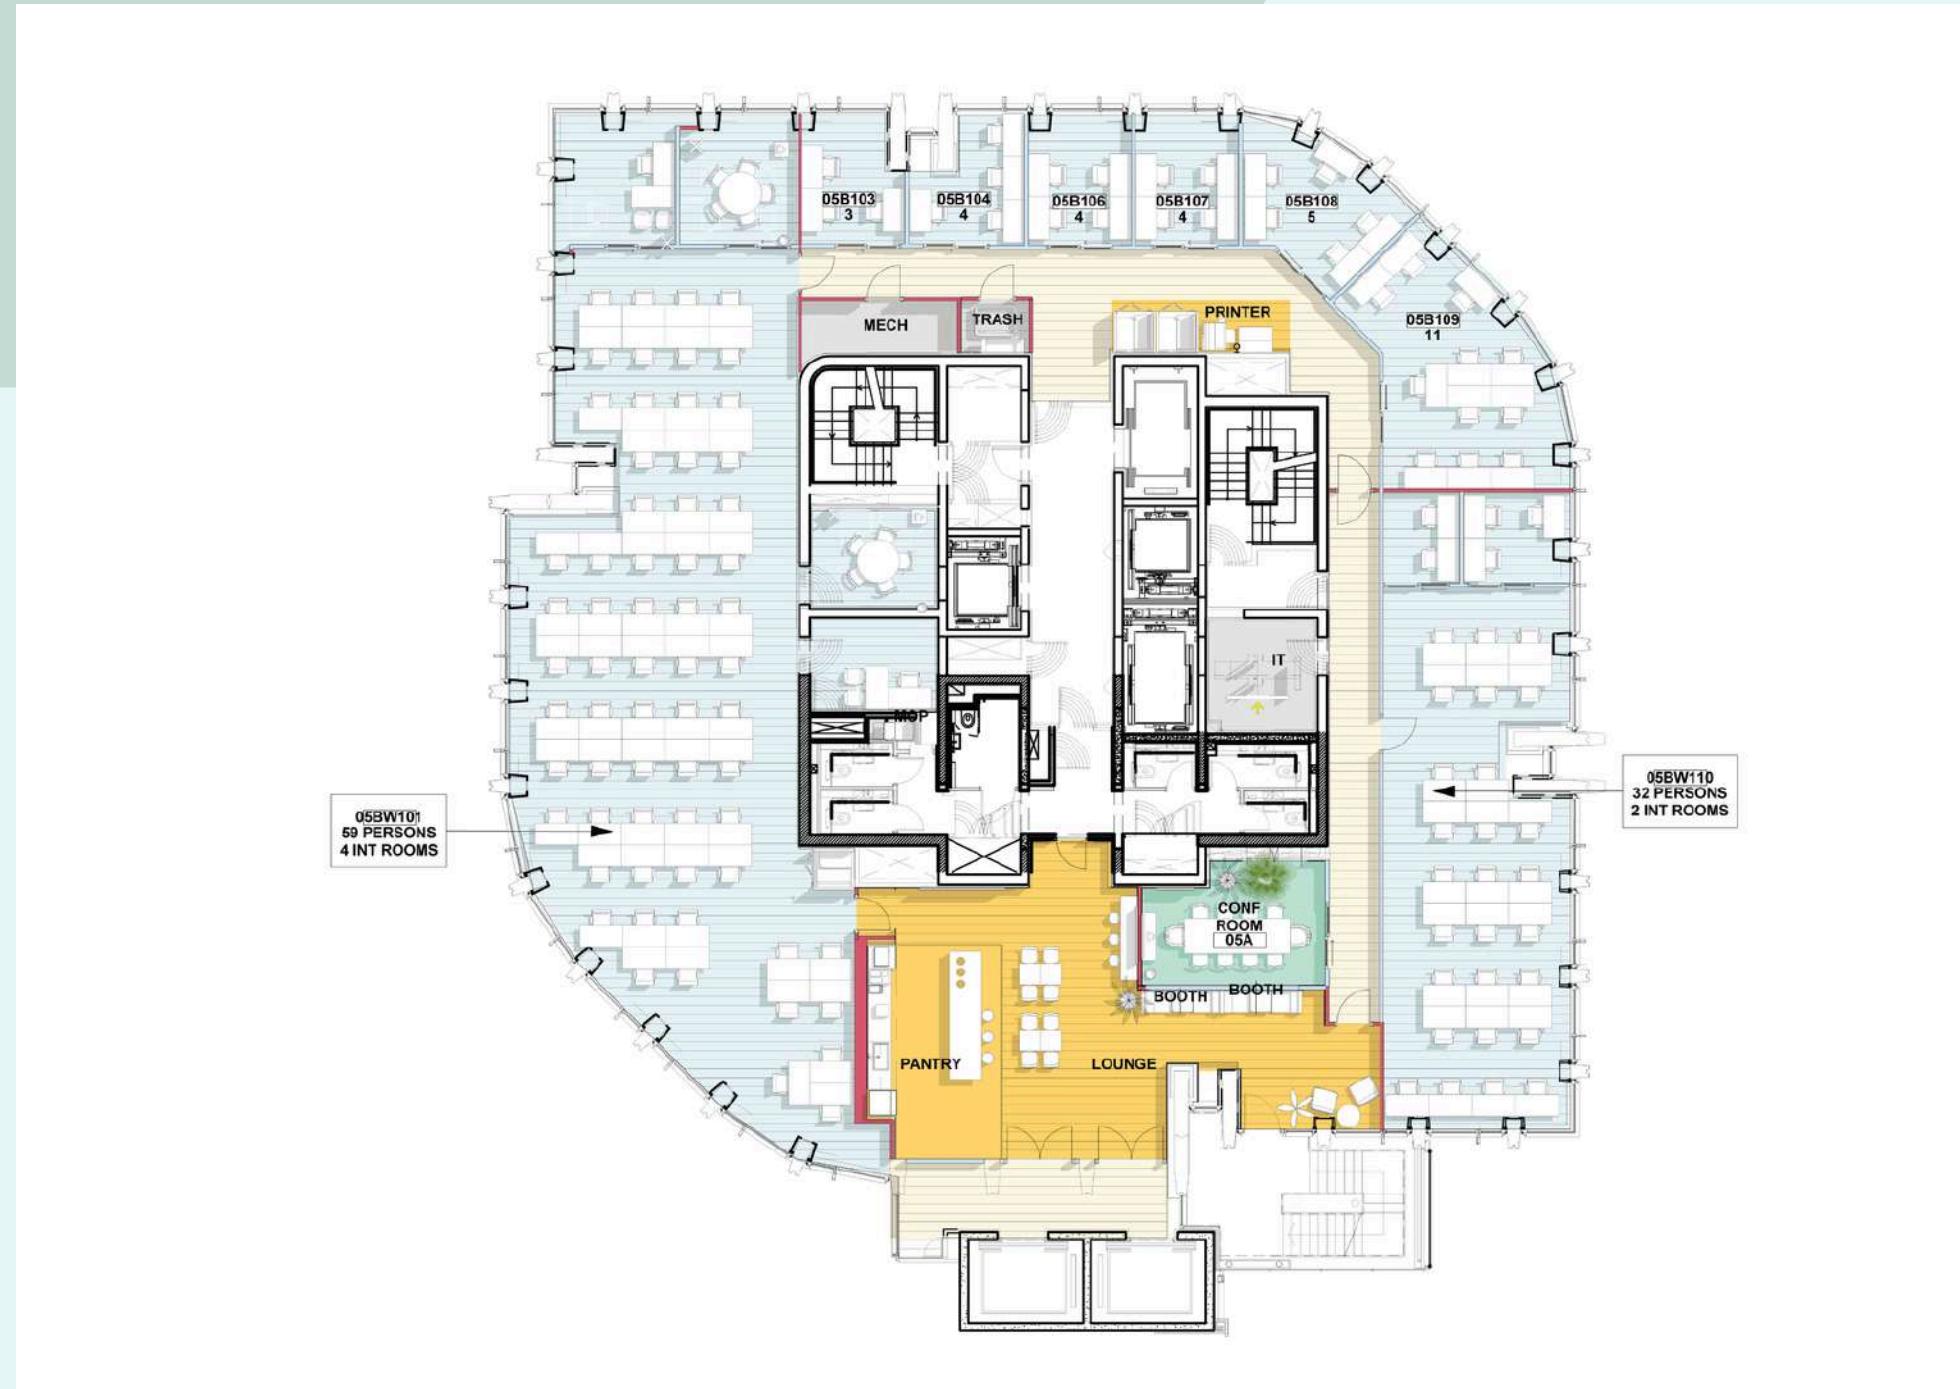 05B103
3
05B104
4
05B106
4
05B107
4
05B108
5
MECH
TRASH
PRINTER
05B109
11
IT
MOP
05BW101
59 PERSONS
4 INT ROOMS
05BW110
32 PERSONS
2 INT ROOMS
CONF
ROOM
05A
BOOTH
BOOTH
PANTRY
LOUNGE